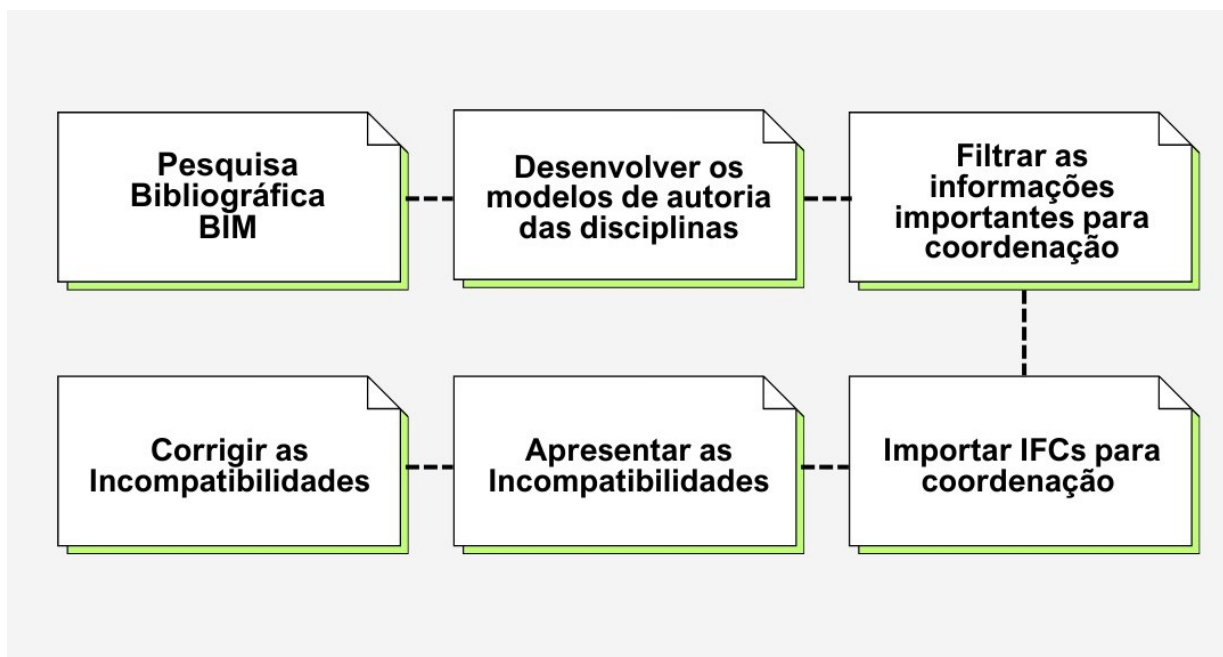 Pesquisa
Bibliográfica
BIM
Desenvolver os
modelos de autoria
das disciplinas
Filtrar as
informações
importantes para
coordenação
Corrigir as
Incompatibilidades
Apresentar as
Incompatibilidades
Importar IFCs para
coordenação